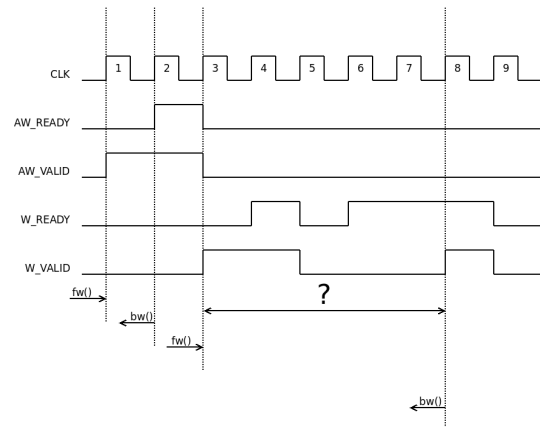 CLK 1 2 3 4 5 6 7 8 9
AW_READY
AW_VALID
W_READY
W_VALID
fw() ?
bw()
fw()
bw()